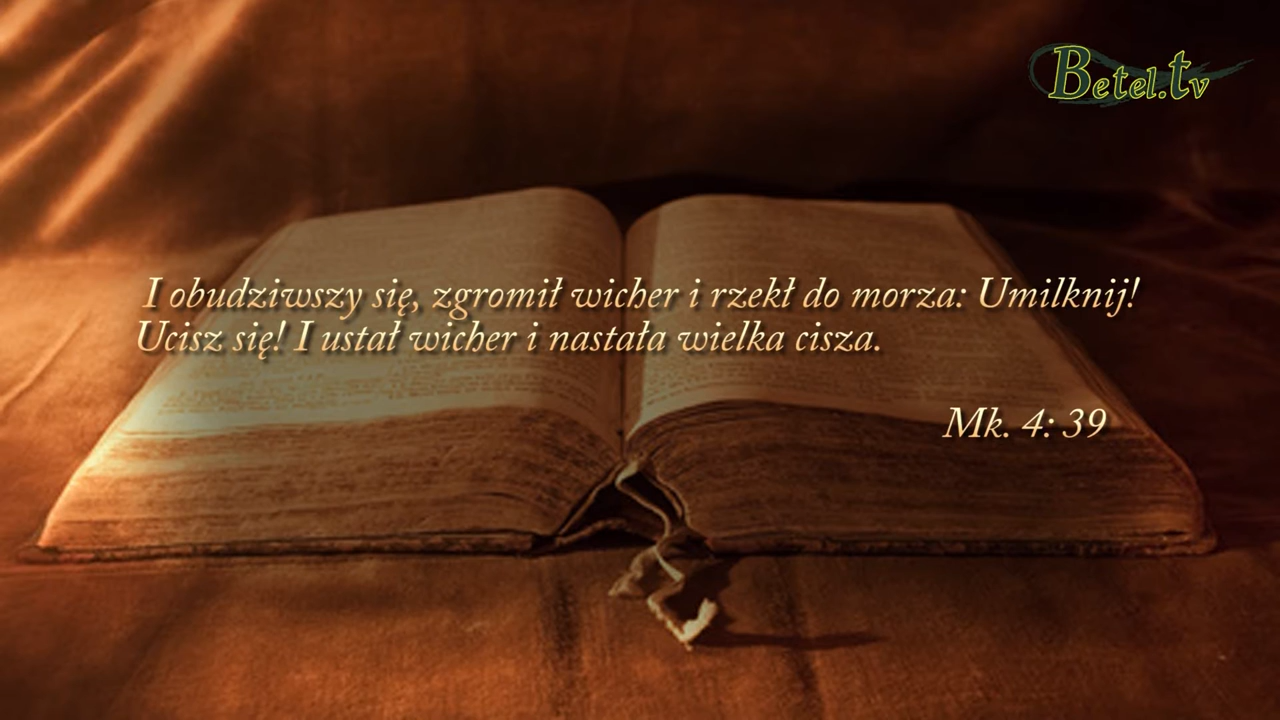 Betel.tv
I obudziwszy się, zgromił wicher i rzekł do morza: Umilknij!
Ucisz się! I ustał wicher i nastała wielka cisza.
Mk. 4: 39